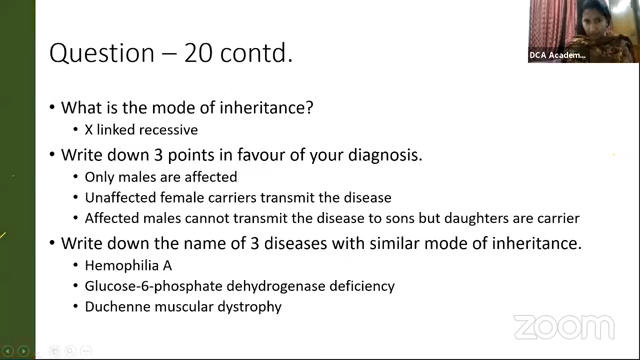 Question – 20 contd.
DCA Academ...
• What is the mode of inheritance?
• X linked recessive
• Write down 3 points in favour of your diagnosis.
• Only males are affected
• Unaffected female carriers transmit the disease
• Affected males cannot transmit the disease to sons but daughters are carrier
• Write down the name of 3 diseases with similar mode of inheritance.
• Hemophilia A
• Glucose-6-phosphate dehydrogenase deficiency
• Duchenne muscular dystrophy
zoom